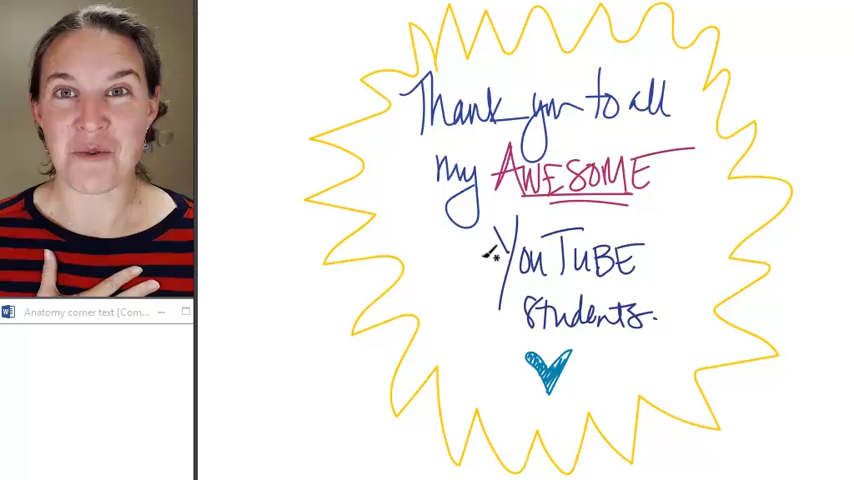 Thank you to all
my AWESOME
YouTUBE
students.
Anatomy corner text [Com...